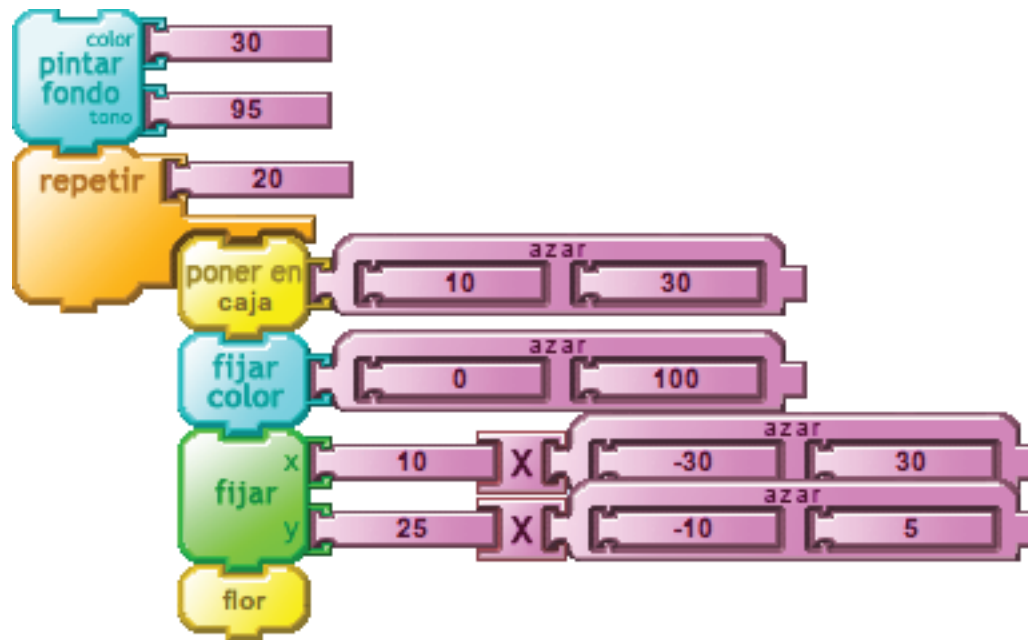 color 30
pintar
fondo
tono 95
repetir 20
azar
poner en
caja 10 30
azar
fijar
color 0 100
azar
x 10 X -30 30
fijar
azar
y 25 X -10 5
flor